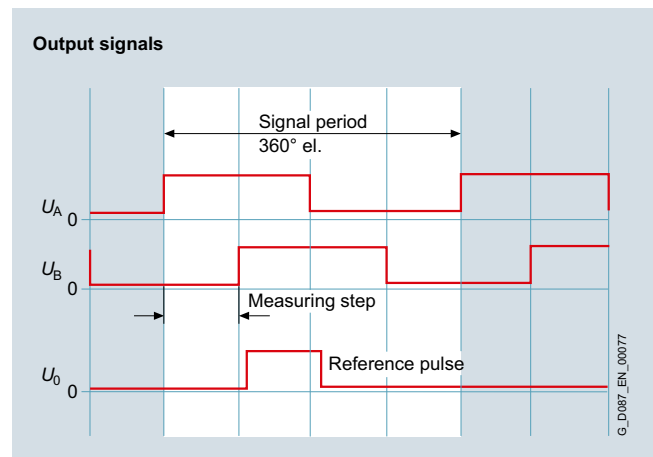 Output signals
Signal period
360° el.
UA 0
UB 0
Measuring step
U0 0
Reference pulse
G_D087_EN_00077